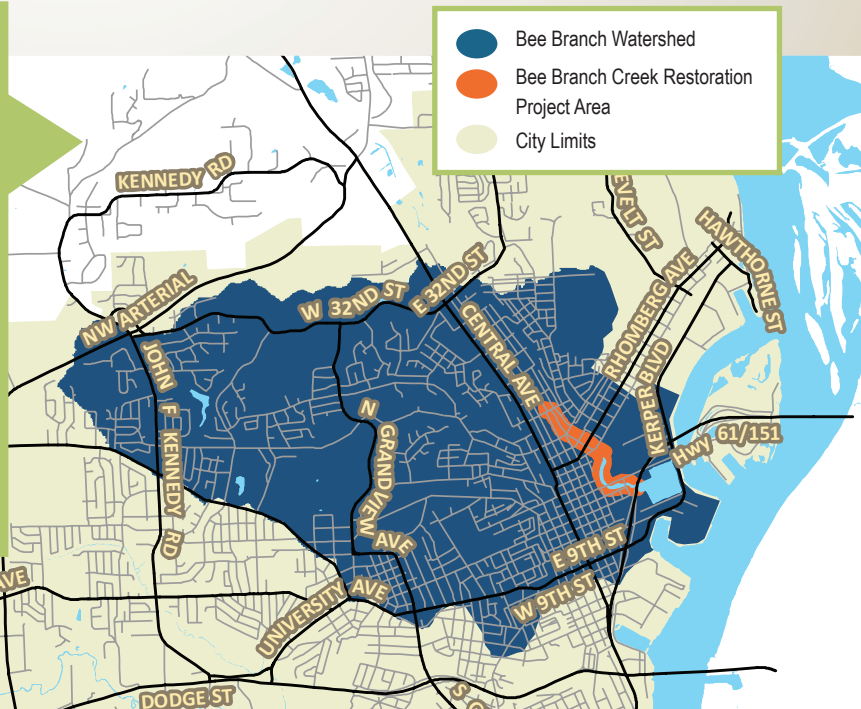 Bee Branch Watershed
Bee Branch Creek Restoration
Project Area
City Limits
KENNEDY RD
HAWTHORNE ST
NW ARTERIAL
W 32ND ST
E 32ND ST
CENTRAL AVE
RHOMBERG AVE
KERPER BLVD
JOHN F KENNEDY RD
N GRANDVIEW AVE
Hwy 61/151
E 9TH ST
W 9TH ST
AVE
UNIVERSITY AVE
DODGE ST